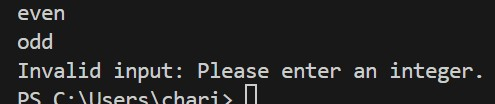 even
odd
Invalid input: Please enter an integer.
PS C:\Users\chari>